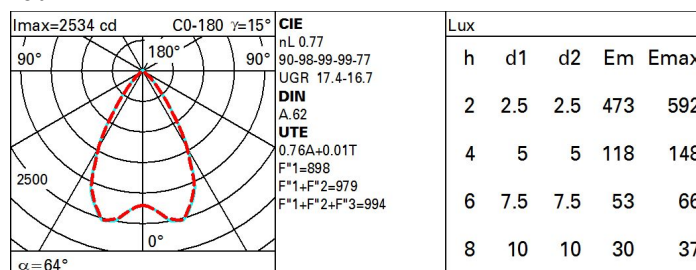 Imax=2534 cd C0-180 γ=15°
90° 180° 90°
2500
0°
α=64°
CIE
nL 0.77
90-98-99-99-77
UGR 17.4-16.7
DIN
A.62
UTE
0.76A+0.01T
F"1=898
F"1+F"2=979
F"1+F"2+F"3=994
Lux
h d1 d2 Em Emax
2 2.5 2.5 473 592
4 5 5 118 148
6 7.5 7.5 53 66
8 10 10 30 37